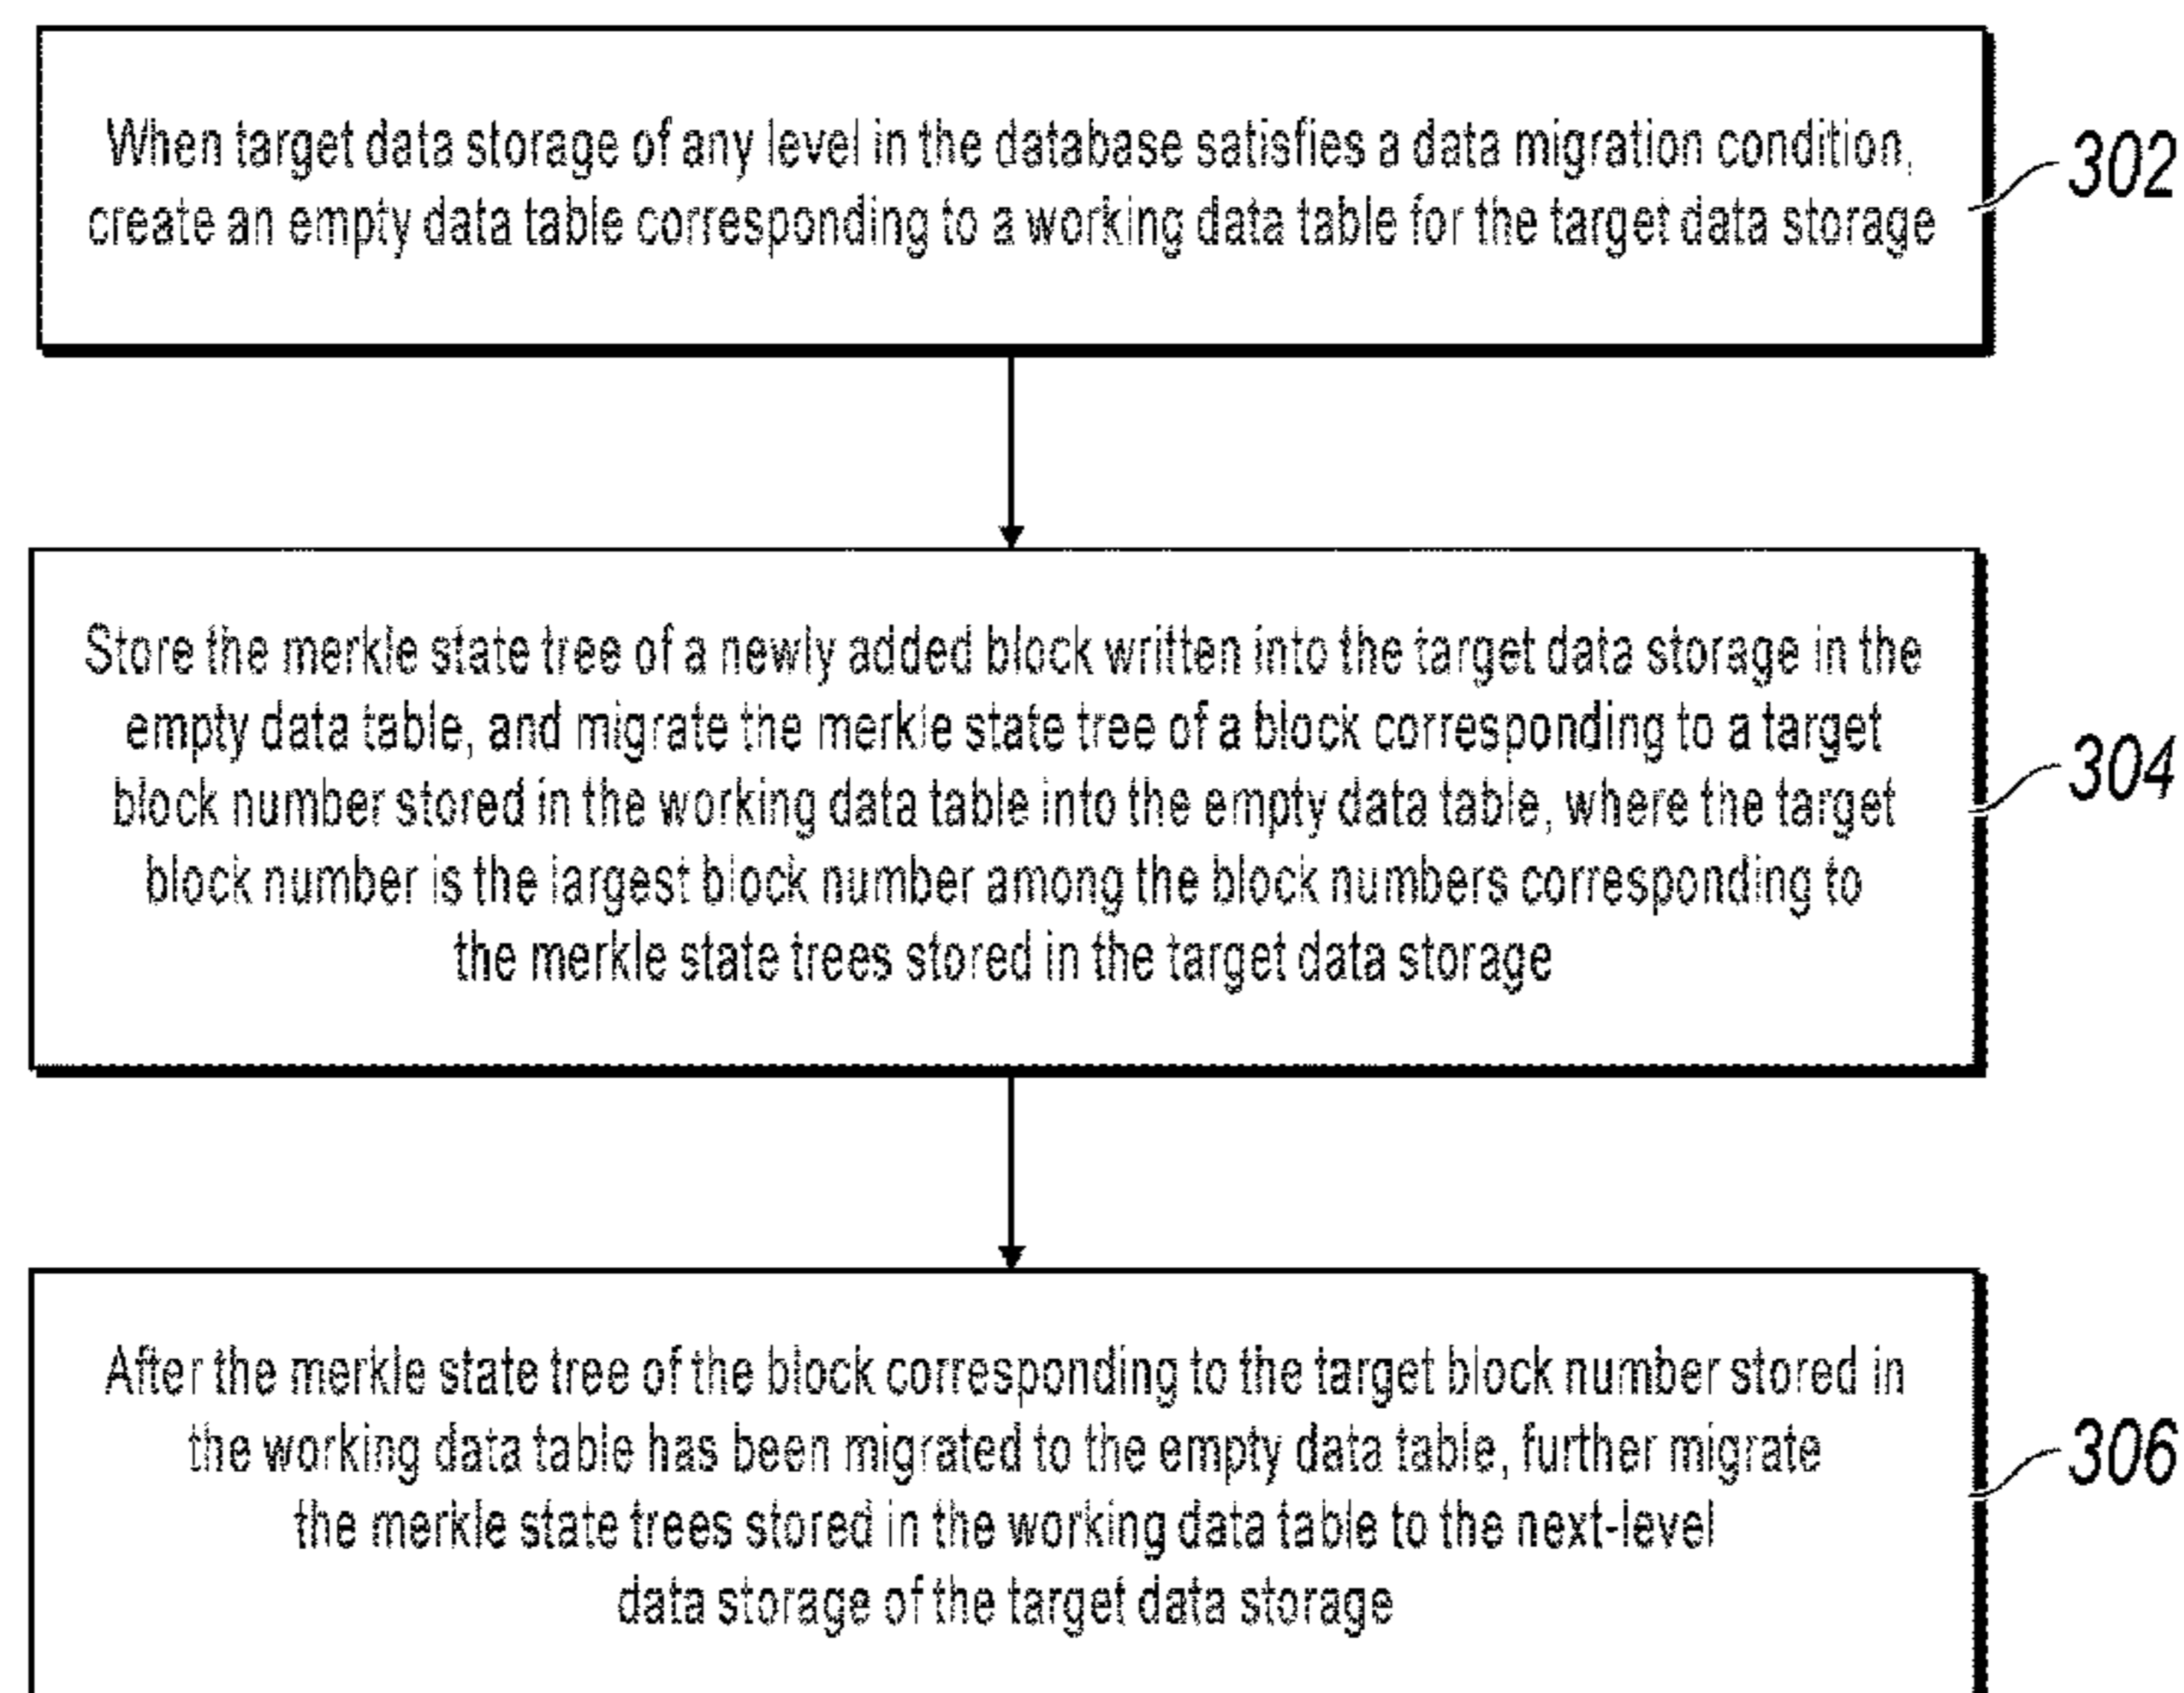 When target data storage of any level in the database satisfies a data migration condition,
create an empty data table corresponding to a working data table for the target data storage
302
Store the merkle state tree of a newly added block written into the target data storage in the
empty data table, and migrate the merkle state tree of a block corresponding to a target
block number stored in the working data table into the empty data table, where the target
block number is the largest block number among the block numbers corresponding to
the merkle state trees stored in the target data storage
304
After the merkle state tree of the block corresponding to the target block number stored in
the working data table has been migrated to the empty data table, further migrate
the merkle state trees stored in the working data table to the next-level
data storage of the target data storage
306